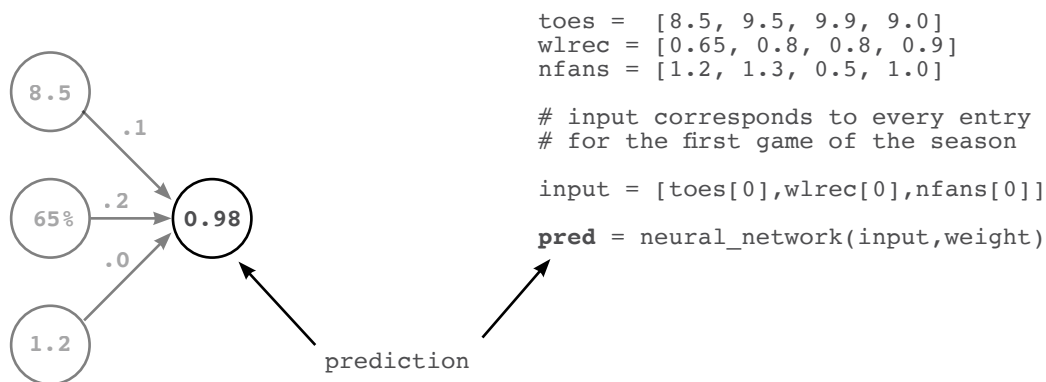 8.5
.1
65%
.2
0.98
.0
1.2
prediction
toes =  [8.5, 9.5, 9.9, 9.0]
wlrec = [0.65, 0.8, 0.8, 0.9]
nfans = [1.2, 1.3, 0.5, 1.0]
# input corresponds to every entry
# for the first game of the season
input = [toes[0],wlrec[0],nfans[0]]
pred = neural_network(input,weight)